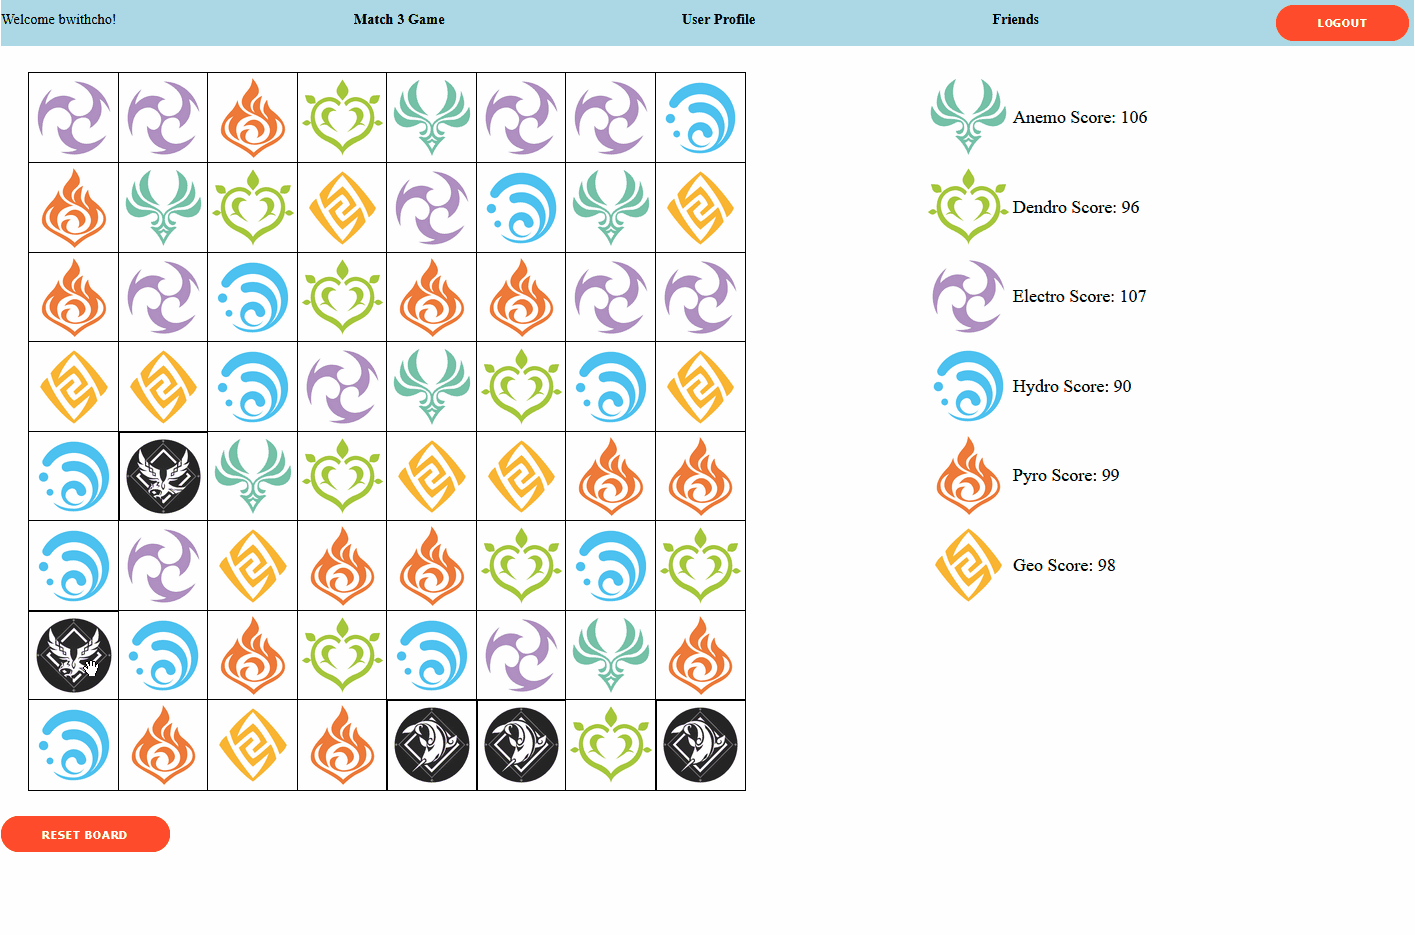 Welcome bwithcho!
Match 3 Game
User Profile
Friends
LOGOUT
Anemo Score: 106
Dendro Score: 96
Electro Score: 107
Hydro Score: 90
Pyro Score: 99
Geo Score: 98
RESET BOARD